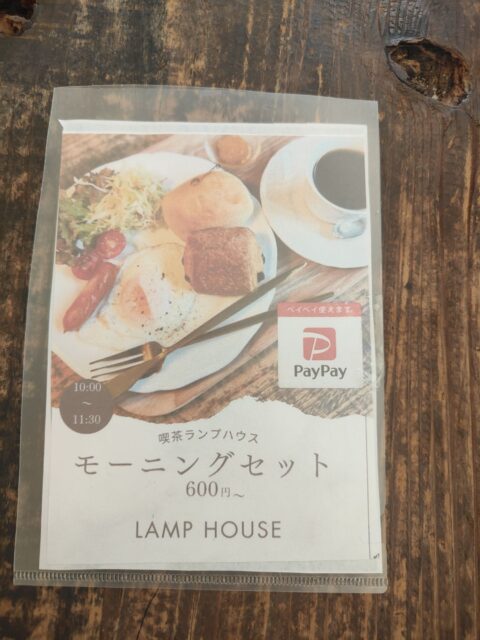 ペイペイ使えます。
PayPay
10:00
～
11:30
喫茶ランプハウス
モーニングセット
600円～
LAMP HOUSE